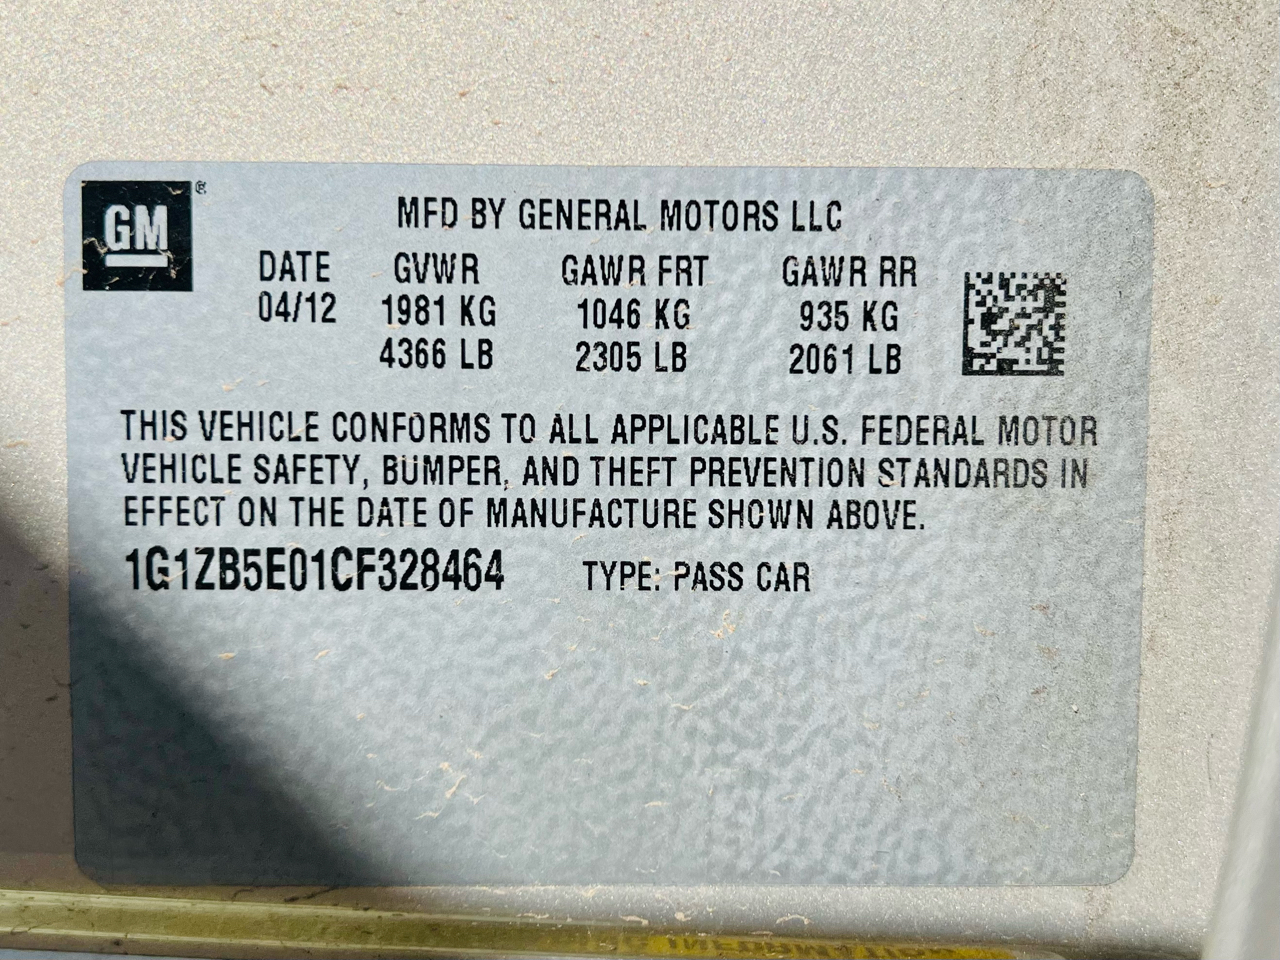 GM ®
MFD BY GENERAL MOTORS LLC
DATE GVWR GAWR FRT GAWR RR
04/12 1981 KG 1046 KG 935 KG
4366 LB 2305 LB 2061 LB
THIS VEHICLE CONFORMS TO ALL APPLICABLE U.S. FEDERAL MOTOR
VEHICLE SAFETY, BUMPER, AND THEFT PREVENTION STANDARDS IN
EFFECT ON THE DATE OF MANUFACTURE SHOWN ABOVE.
1G1ZB5E01CF328464 TYPE: PASS CAR